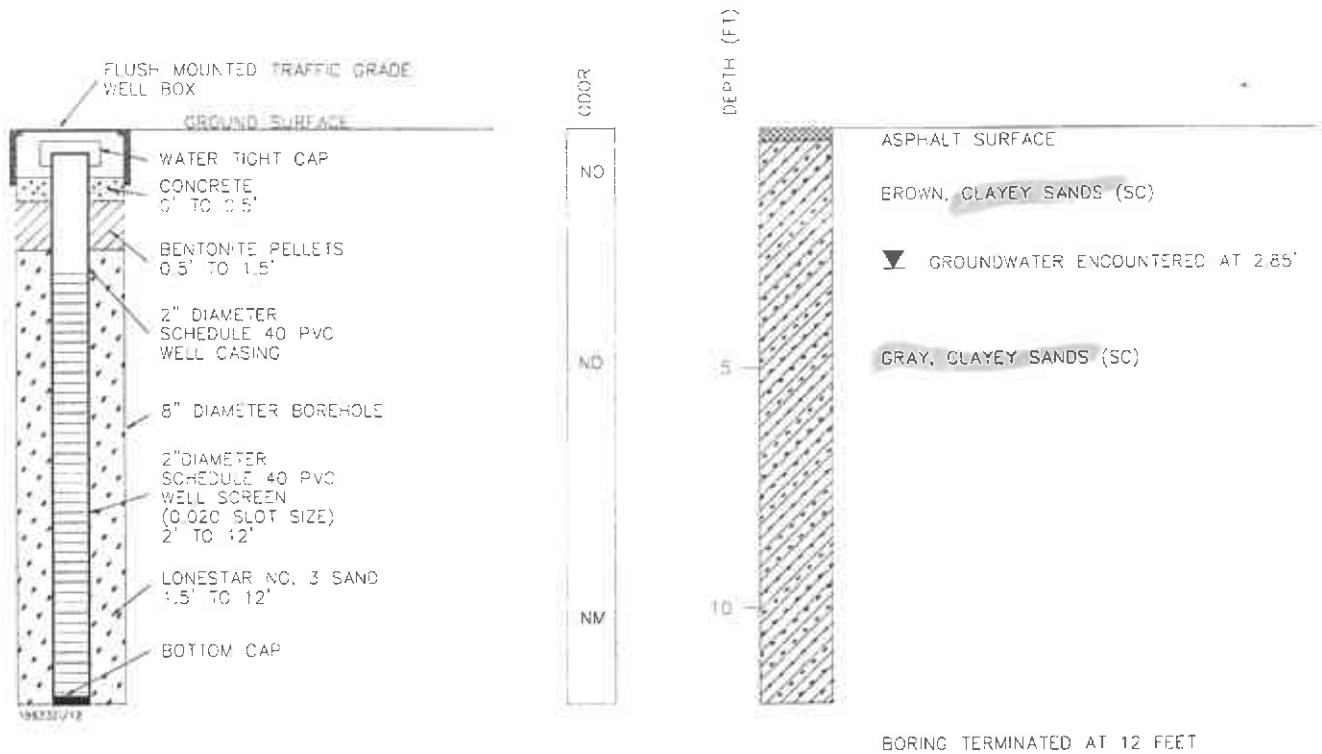 FLUSH MOUNTED TRAFFIC GRADE
WELL BOX
GROUND SURFACE
WATER TIGHT CAP
CONCRETE
0' TO 0.5'
BENTONITE PELLETS
0.5' TO 1.5'
2" DIAMETER
SCHEDULE 40 PVC
WELL CASING
8" DIAMETER BOREHOLE
2"DIAMETER
SCHEDULE 40 PVC
WELL SCREEN
(0.020 SLOT SIZE)
2' TO 12'
LONESTAR NO. 3 SAND
1.5' TO 12'
BOTTOM CAP
ODOR
NO
NO
NM
DEPTH (FT)
5
10
ASPHALT SURFACE
BROWN, CLAYEY SANDS (SC)
GROUNDWATER ENCOUNTERED AT 2.85'
GRAY, CLAYEY SANDS (SC)
BORING TERMINATED AT 12 FEET